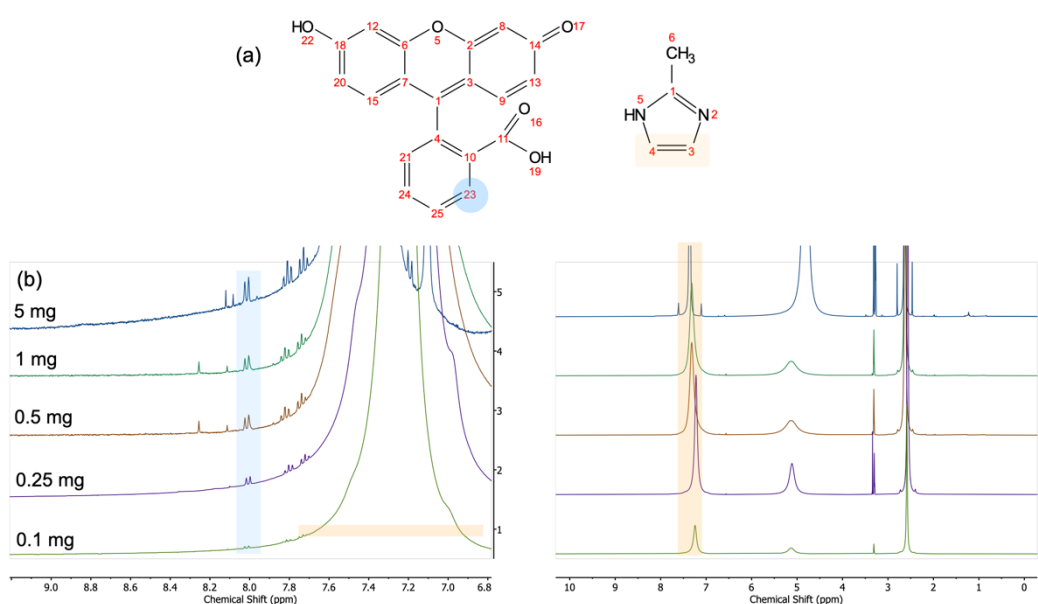 (a)
HO
22
18
12
6
O
5
2
8
14
O
17
20
7
3
13
15
1
9
4
O
16
11
21
10
OH
19
24
23
25
6
CH3
5
HN
1
N
2
4
3
(b)
5 mg
1 mg
0.5 mg
0.25 mg
0.1 mg
5
4
3
2
1
9.0 8.8 8.6 8.4 8.2 8.0 7.8 7.6 7.4 7.2 7.0 6.8
Chemical Shift (ppm)
10 9 8 7 6 5 4 3 2 1 0
Chemical Shift (ppm)